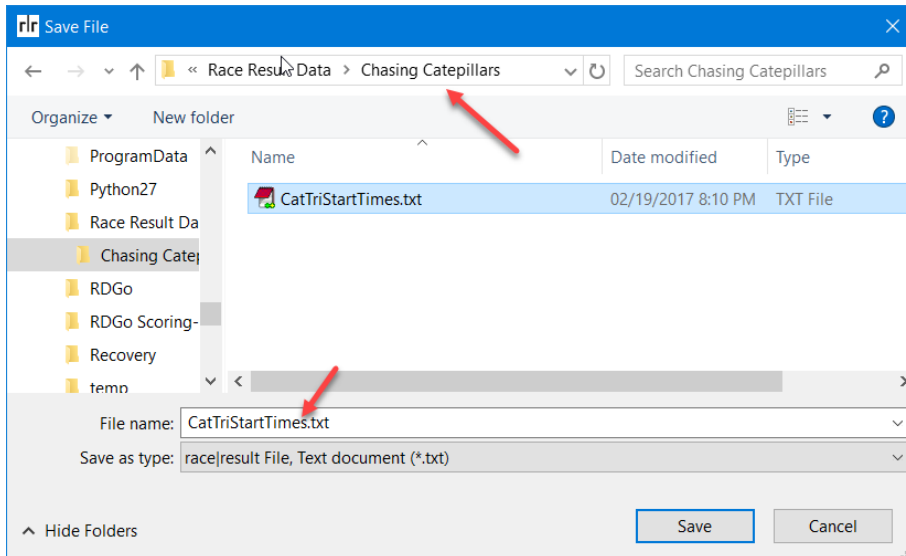 r|r Save File
« Race Result Data > Chasing Catepillars Search Chasing Catepillars
Organize New folder
Name Date modified Type
ProgramData
Python27
Race Result Da
Chasing Catep
RDGo
RDGo Scoring-
Recovery
temp
CatTriStartTimes.txt 02/19/2017 8:10 PM TXT File
File name: CatTriStartTimes.txt
Save as type: race|result File, Text document (*.txt)
Hide Folders Save Cancel